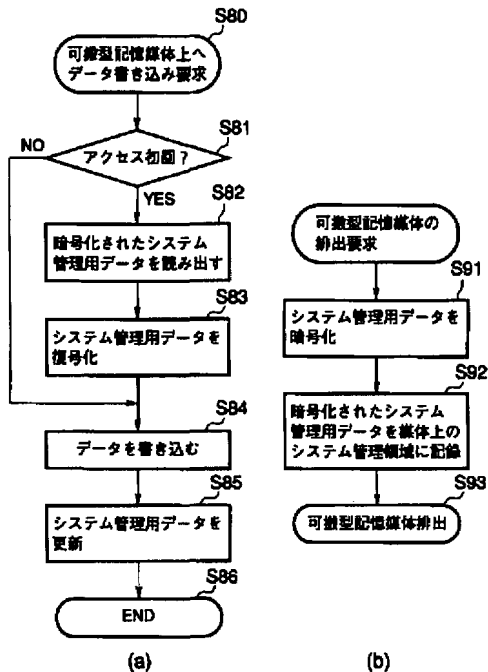 S80
可搬型記憶媒体上へ
データ書き込み要求
S81
アクセス初回?
NO
YES
S82
暗号化されたシステム
管理用データを読み出す
S83
システム管理用データを
復号化
S84
データを書き込む
S85
システム管理用データを
更新
S86
END
(a)
可搬型記憶媒体の
排出要求
S91
システム管理用データを
暗号化
S92
暗号化されたシステム
管理用データを媒体上の
システム管理領域に記録
S93
可搬型記憶媒体排出
(b)